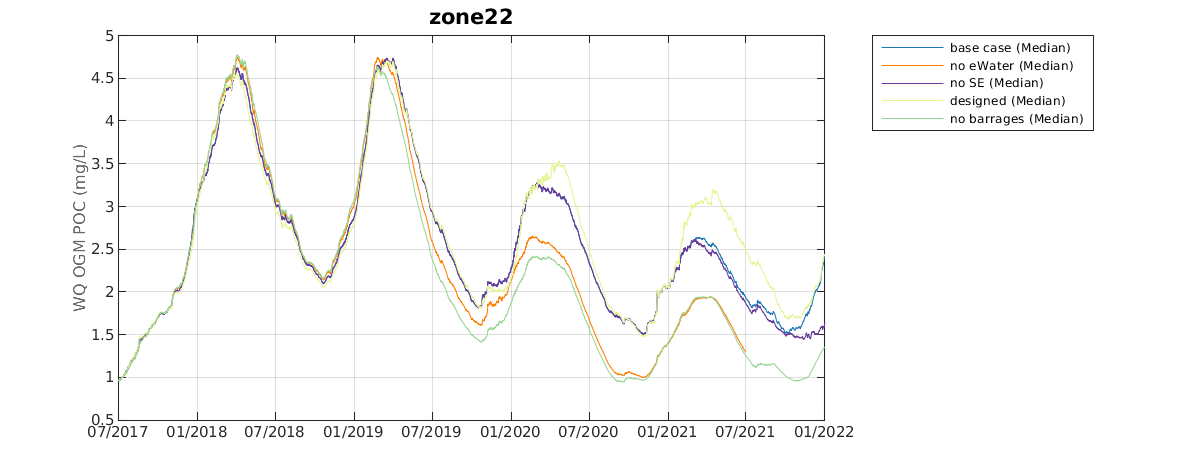 zone22
WQ OGM POC (mg/L)
5
4.5
4
3.5
3
2.5
2
1.5
1
0.5
07/2017 01/2018 07/2018 01/2019 07/2019 01/2020 07/2020 01/2021 07/2021 01/2022
base case (Median)
no eWater (Median)
no SE (Median)
designed (Median)
no barrages (Median)